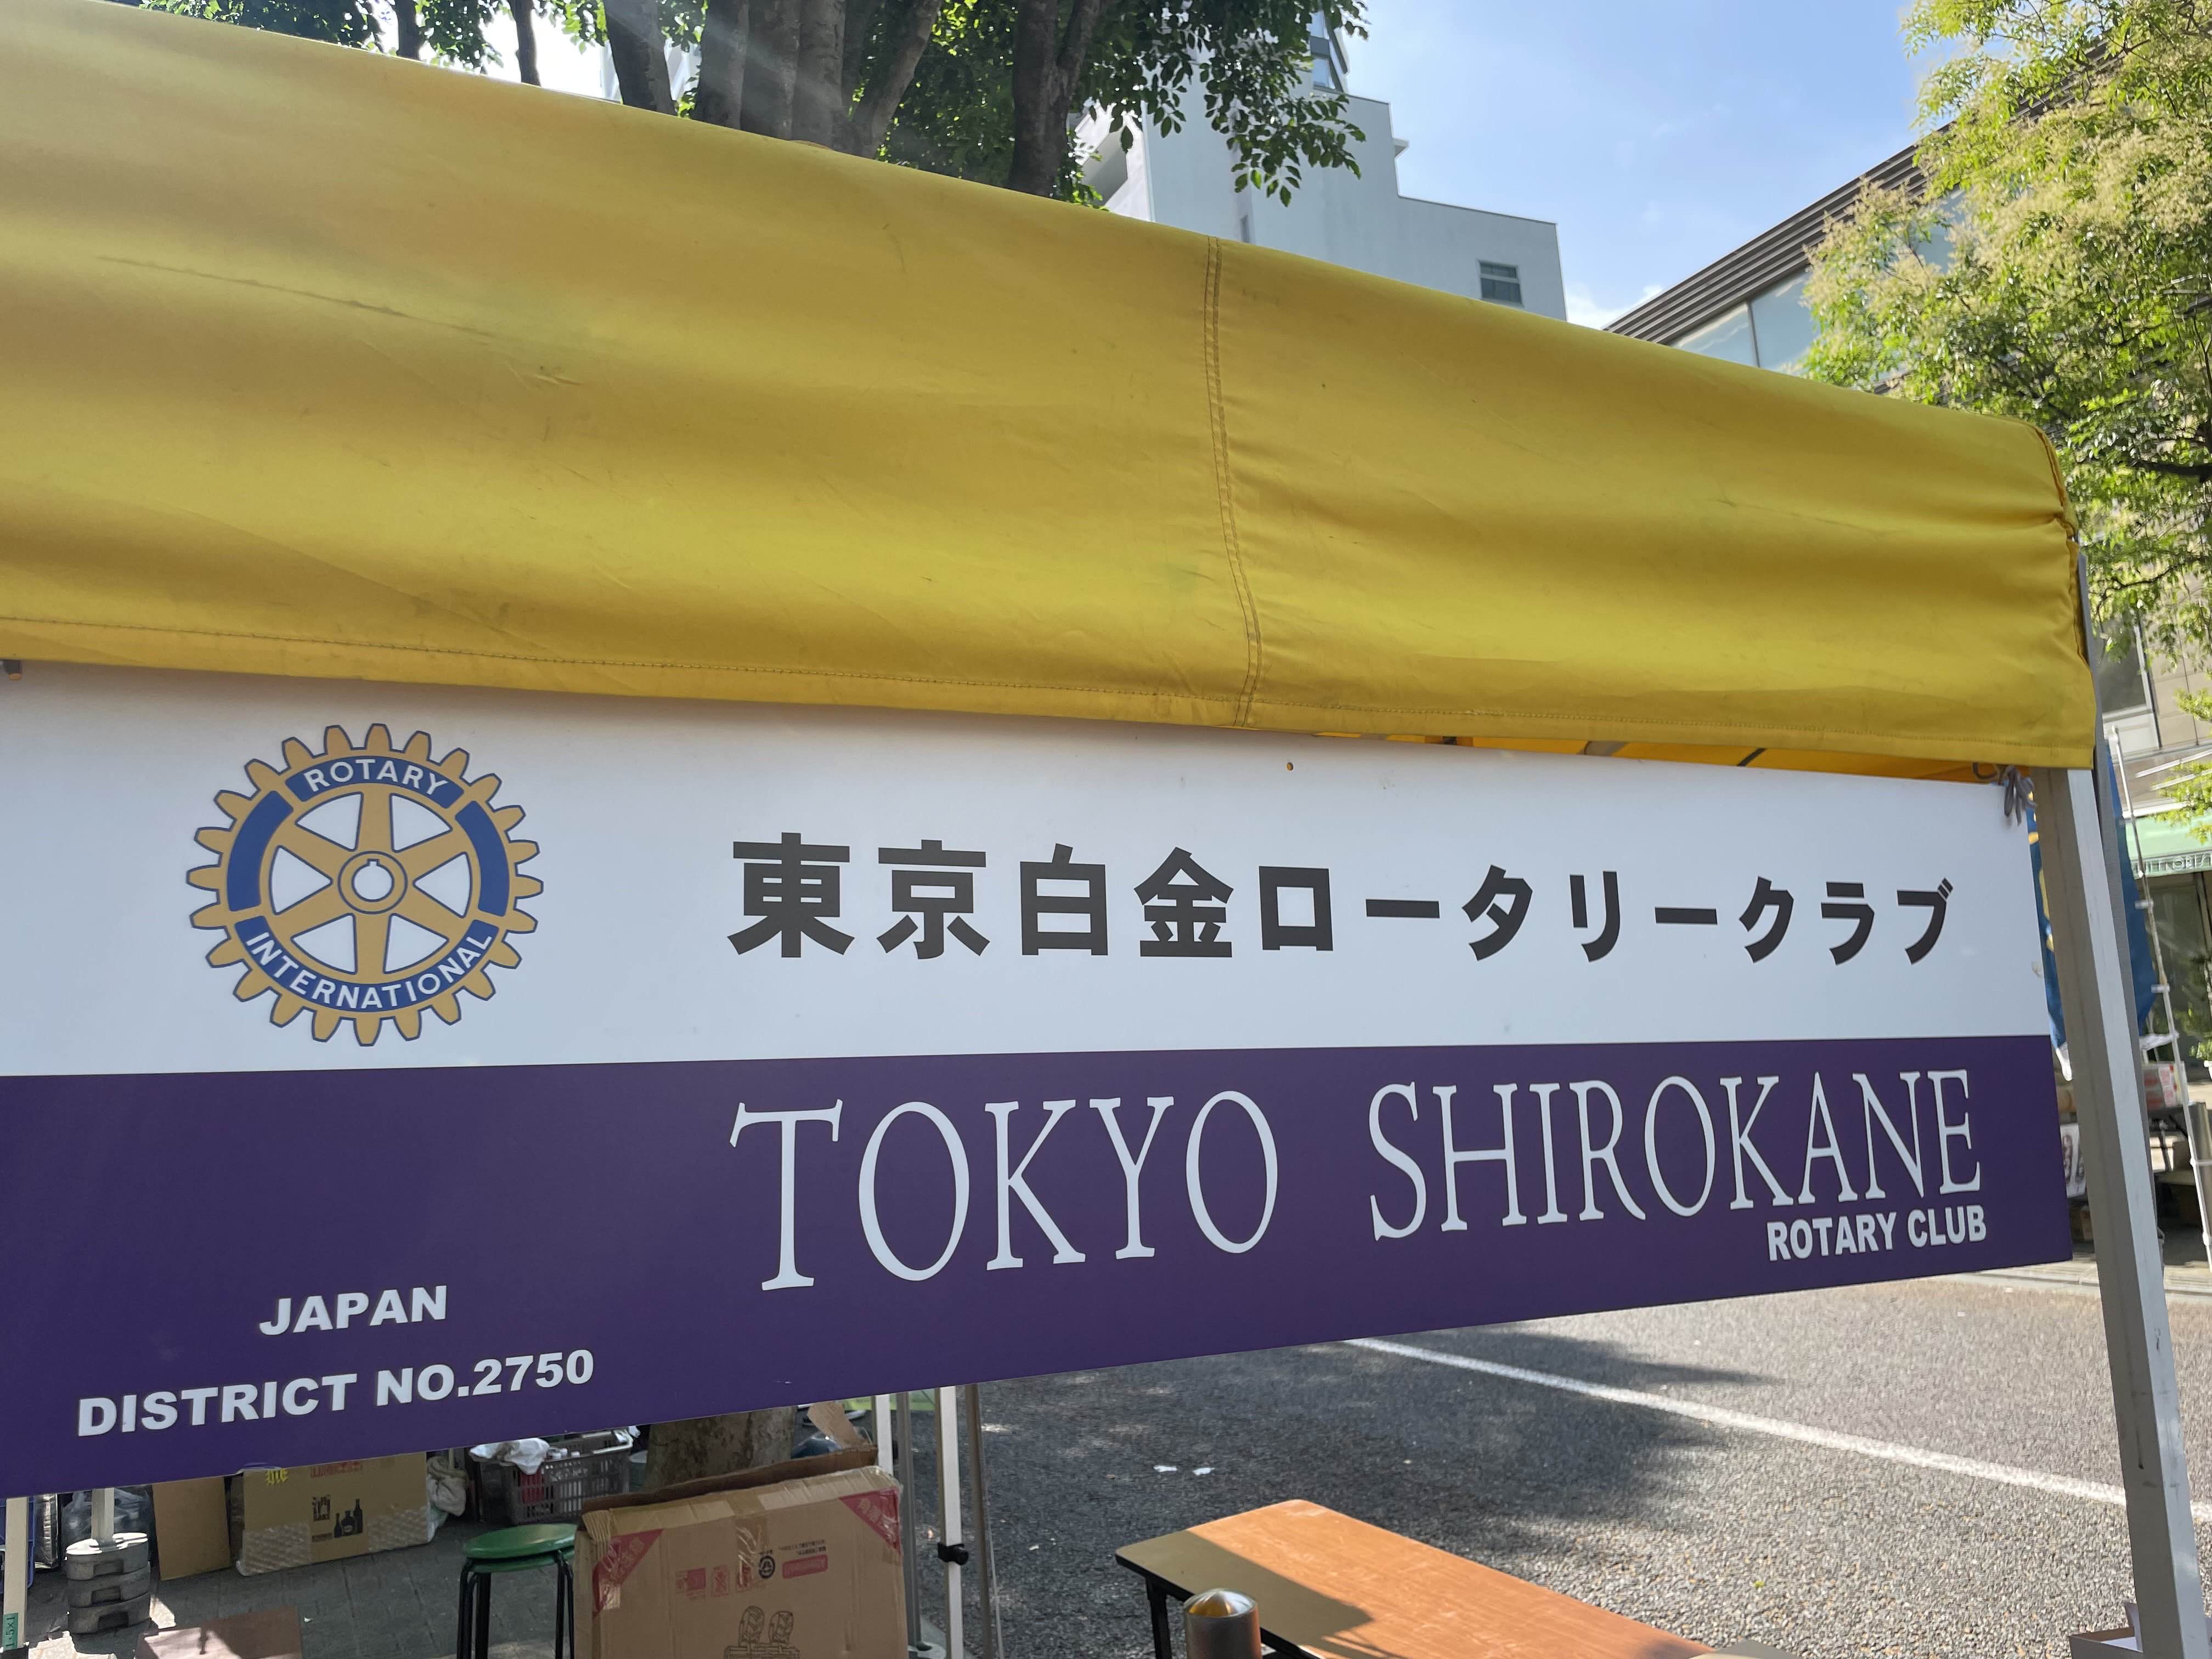 ROTARY
INTERNATIONAL
東京白金ロータリークラブ
TOKYO SHIROKANE
ROTARY CLUB
JAPAN
DISTRICT NO.2750
酒